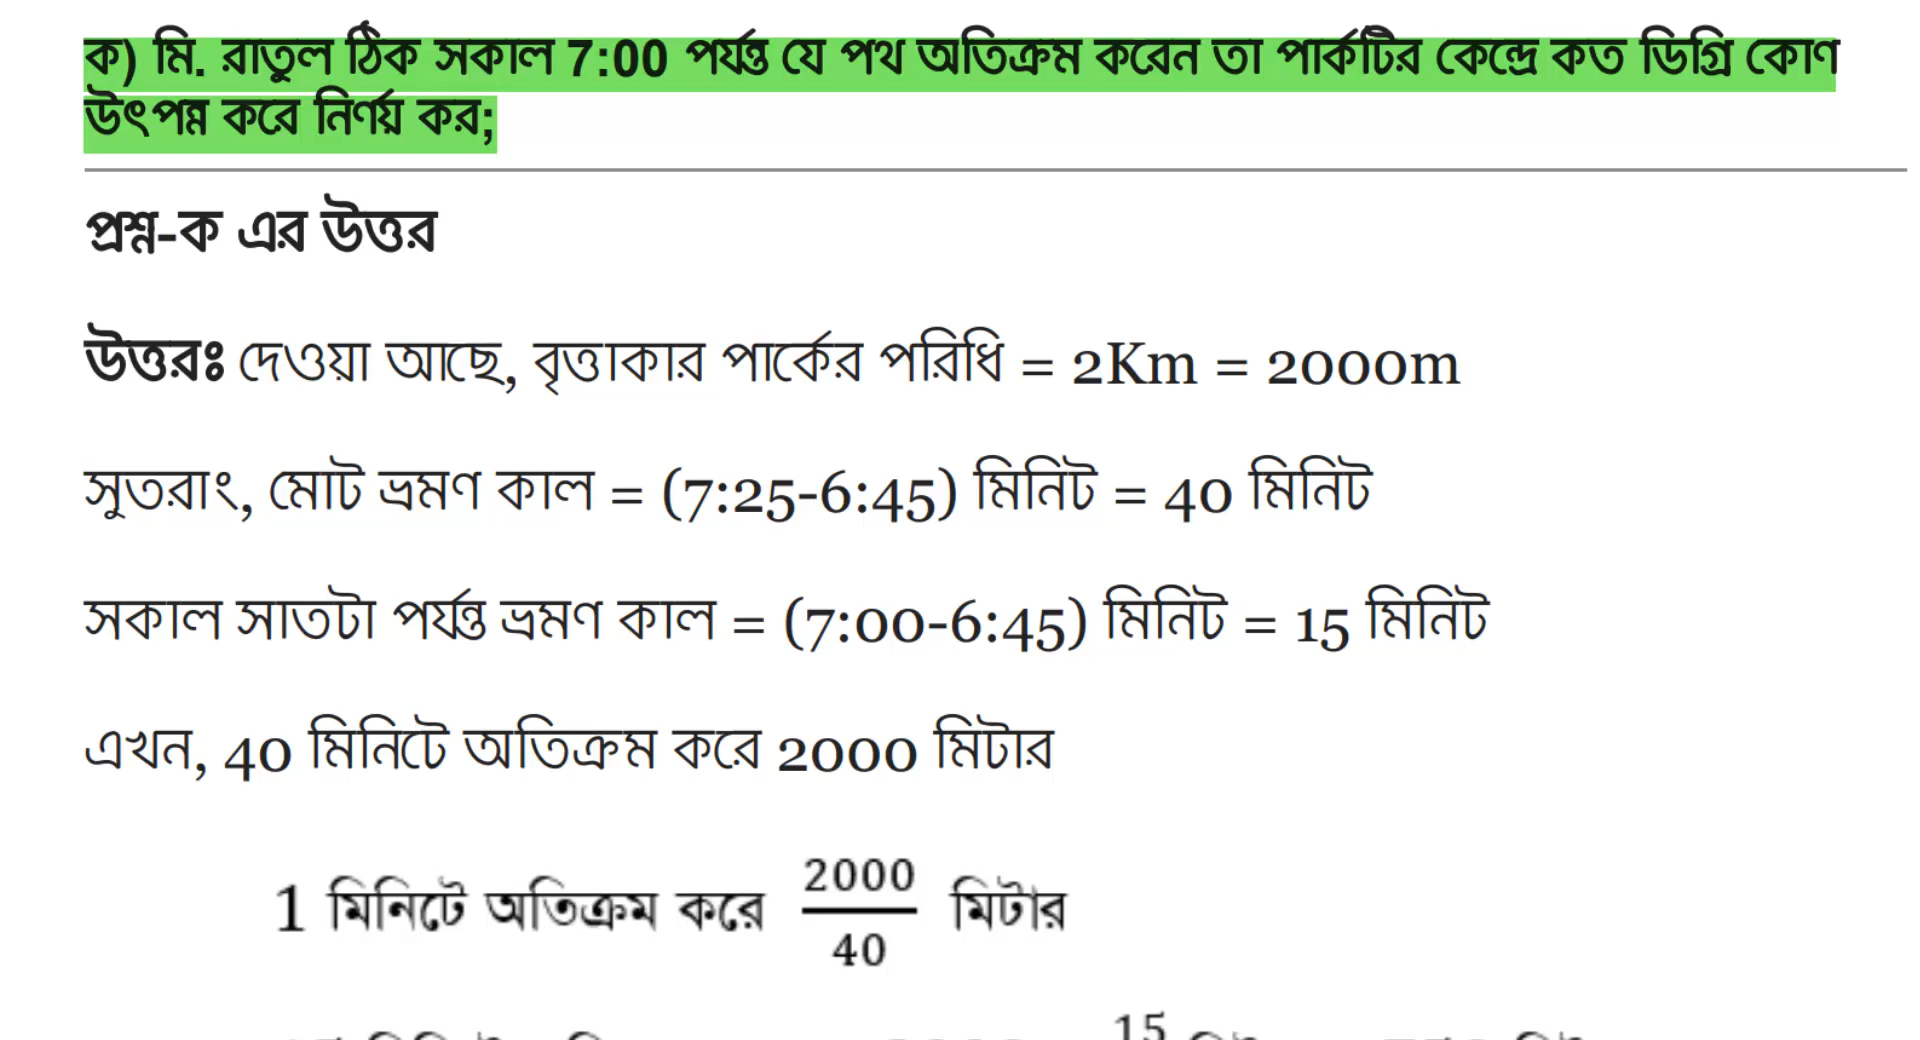 ক) মি. রাতুল ঠিক সকাল 7:00 পর্যন্ত যে পথ অতিক্রম করেন তা পার্কটির কেন্দ্রে কত ডিগ্রি কোণ
উৎপন্ন করে নির্ণয় কর;
প্রশ্ন-ক এর উত্তর
উত্তরঃ দেওয়া আছে, বৃত্তাকার পার্কের পরিধি = 2Km = 2000m
সুতরাং, মোট ভ্রমণ কাল = (7:25-6:45) মিনিট = 40 মিনিট
সকাল সাতটা পর্যন্ত ভ্রমণ কাল = (7:00-6:45) মিনিট = 15 মিনিট
এখন, 40 মিনিটে অতিক্রম করে 2000 মিটার
1 মিনিটে অতিক্রম করে 2000/40 মিটার
15